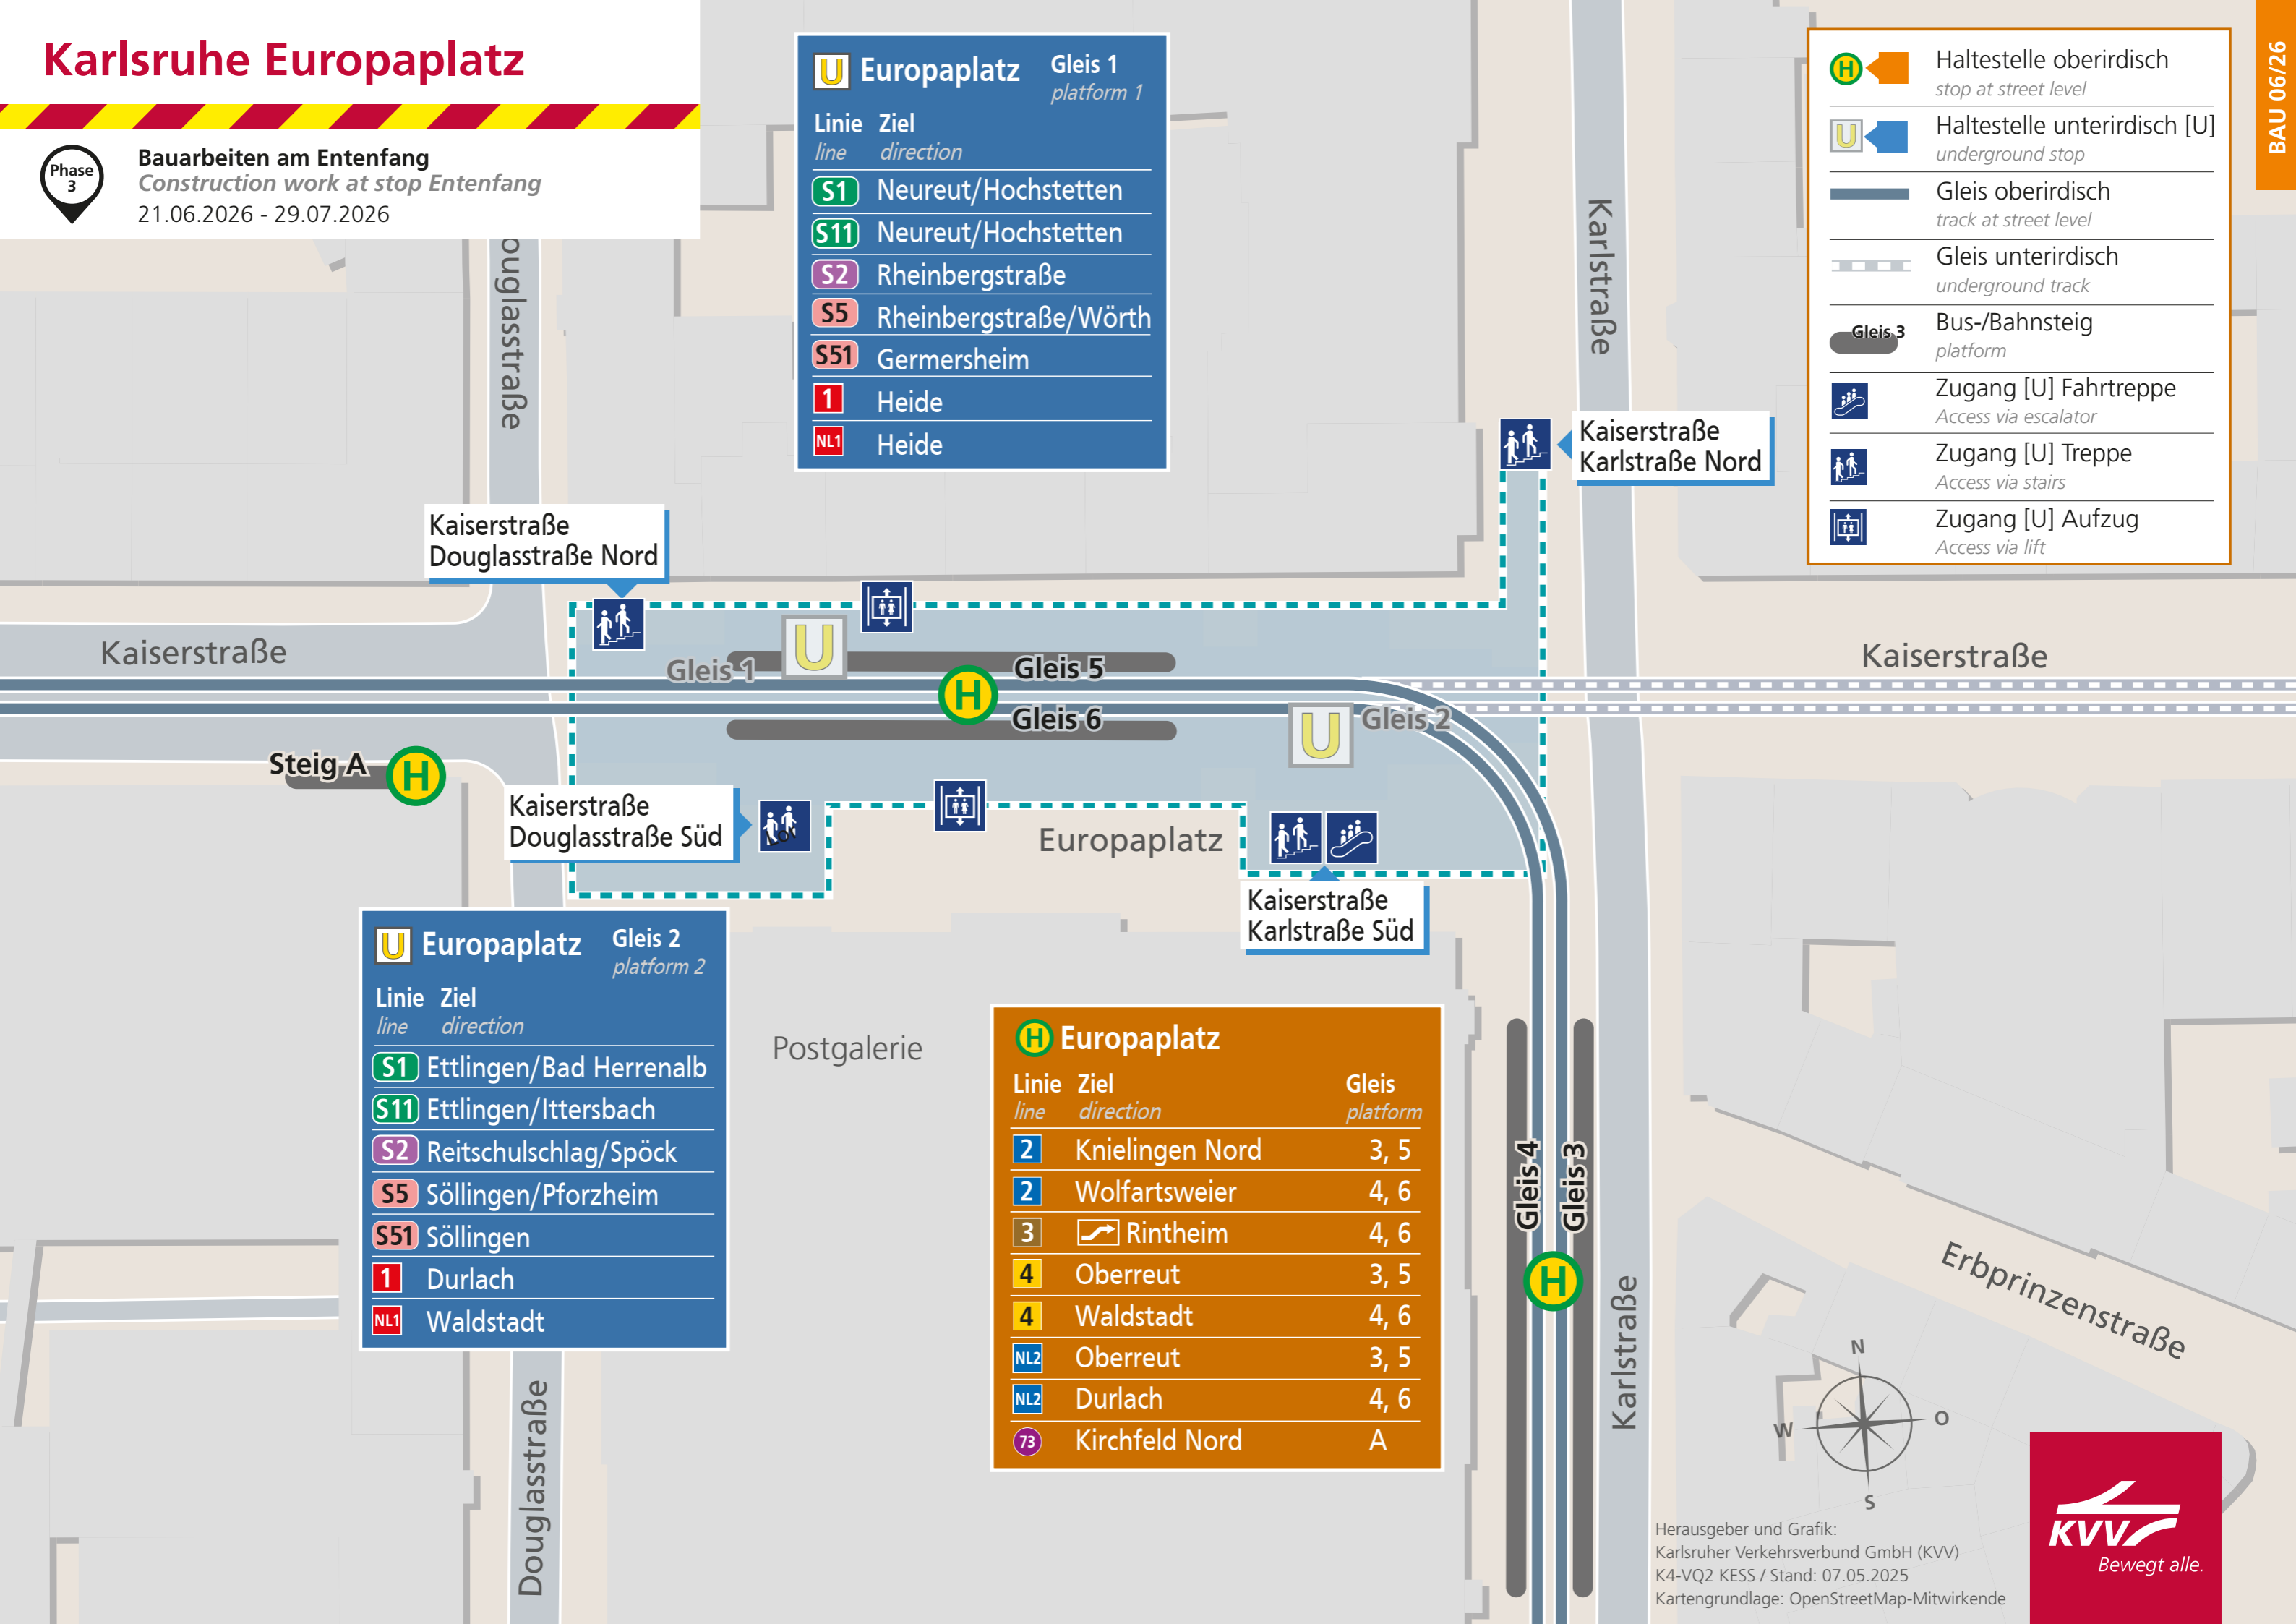 Karlsruhe Europaplatz
Phase
3
Bauarbeiten am Entenfang
Construction work at stop Entenfang
21.06.2026 - 29.07.2026
U Europaplatz Gleis 1
platform 1
Linie Ziel
line direction
S1 Neureut/Hochstetten
S11 Neureut/Hochstetten
S2 Rheinbergstraße
S5 Rheinbergstraße/Wörth
S51 Germersheim
1 Heide
NL1 Heide
H Haltestelle oberirdisch
stop at street level
U Haltestelle unterirdisch [U]
underground stop
Gleis oberirdisch
track at street level
Gleis unterirdisch
underground track
Gleis 3 Bus-/Bahnsteig
platform
Zugang [U] Fahrtreppe
Access via escalator
Zugang [U] Treppe
Access via stairs
Zugang [U] Aufzug
Access via lift
BAU 06/26
ouglasstraße
Karlstraße
Kaiserstraße
Karlstraße Nord
Kaiserstraße
Douglasstraße Nord
Kaiserstraße
Kaiserstraße
Gleis 1
U
Gleis 5
H
Gleis 6
U
Gleis 2
Steig A
H
Kaiserstraße
Douglasstraße Süd
Europaplatz
Kaiserstraße
Karlstraße Süd
U Europaplatz Gleis 2
platform 2
Linie Ziel
line direction
S1 Ettlingen/Bad Herrenalb
S11 Ettlingen/Ittersbach
S2 Reitschulschlag/Spöck
S5 Söllingen/Pforzheim
S51 Söllingen
1 Durlach
NL1 Waldstadt
Postgalerie
H Europaplatz
Linie Ziel Gleis
line direction platform
2 Knielingen Nord 3, 5
2 Wolfartsweier 4, 6
3 Rintheim 4, 6
4 Oberreut 3, 5
4 Waldstadt 4, 6
NL2 Oberreut 3, 5
NL2 Durlach 4, 6
73 Kirchfeld Nord A
Gleis 4
Gleis 3
H
Karlstraße
Erbprinzenstraße
Douglasstraße
N
W
O
S
Herausgeber und Grafik:
Karlsruher Verkehrsverbund GmbH (KVV)
K4-VQ2 KESS / Stand: 07.05.2025
Kartengrundlage: OpenStreetMap-Mitwirkende
KVV
Bewegt alle.